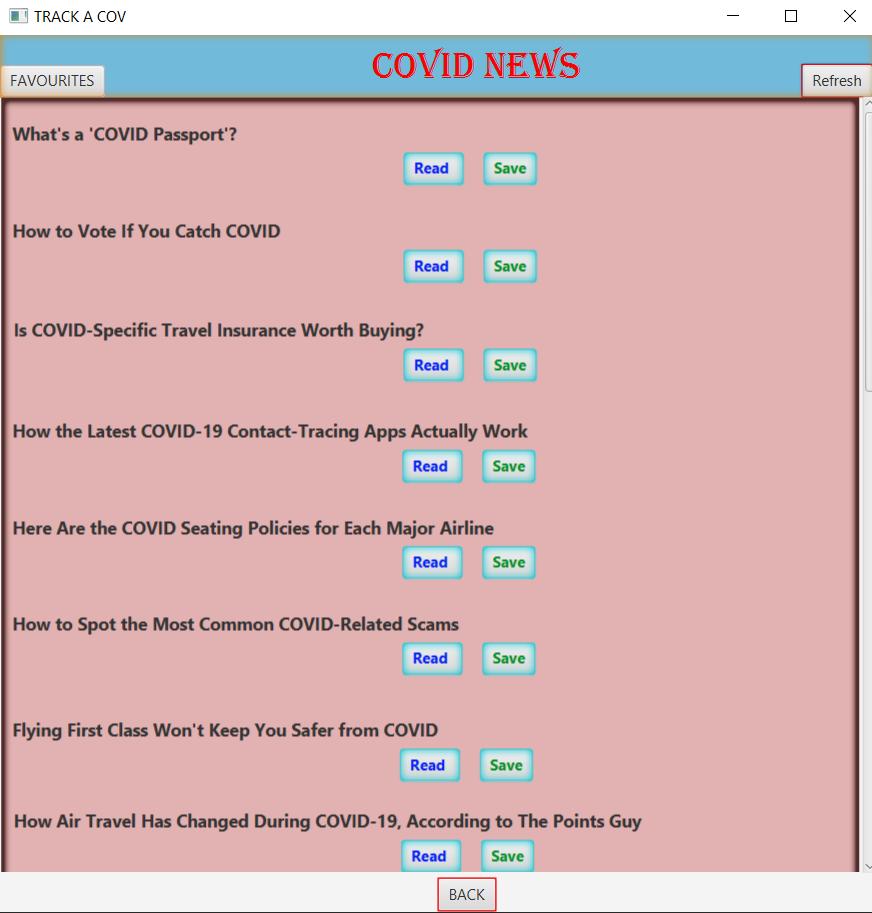 TRACK A COV
COVID NEWS
FAVOURITES
Refresh
What's a 'COVID Passport'?
Read Save
How to Vote If You Catch COVID
Read Save
Is COVID-Specific Travel Insurance Worth Buying?
Read Save
How the Latest COVID-19 Contact-Tracing Apps Actually Work
Read Save
Here Are the COVID Seating Policies for Each Major Airline
Read Save
How to Spot the Most Common COVID-Related Scams
Read Save
Flying First Class Won't Keep You Safer from COVID
Read Save
How Air Travel Has Changed During COVID-19, According to The Points Guy
Read Save
BACK